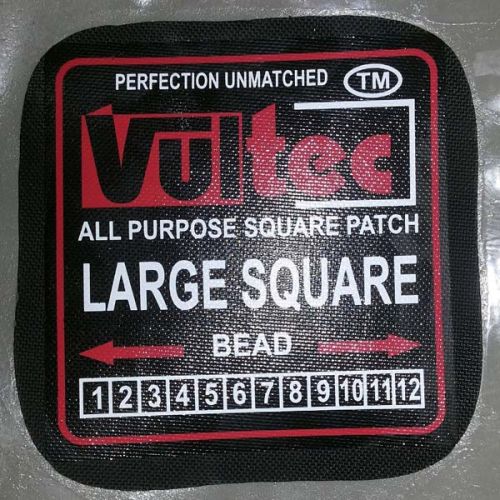 PERFECTION UNMATCHED TM
Vultec
ALL PURPOSE SQUARE PATCH
LARGE SQUARE
BEAD
1 2 3 4 5 6 7 8 9 10 11 12